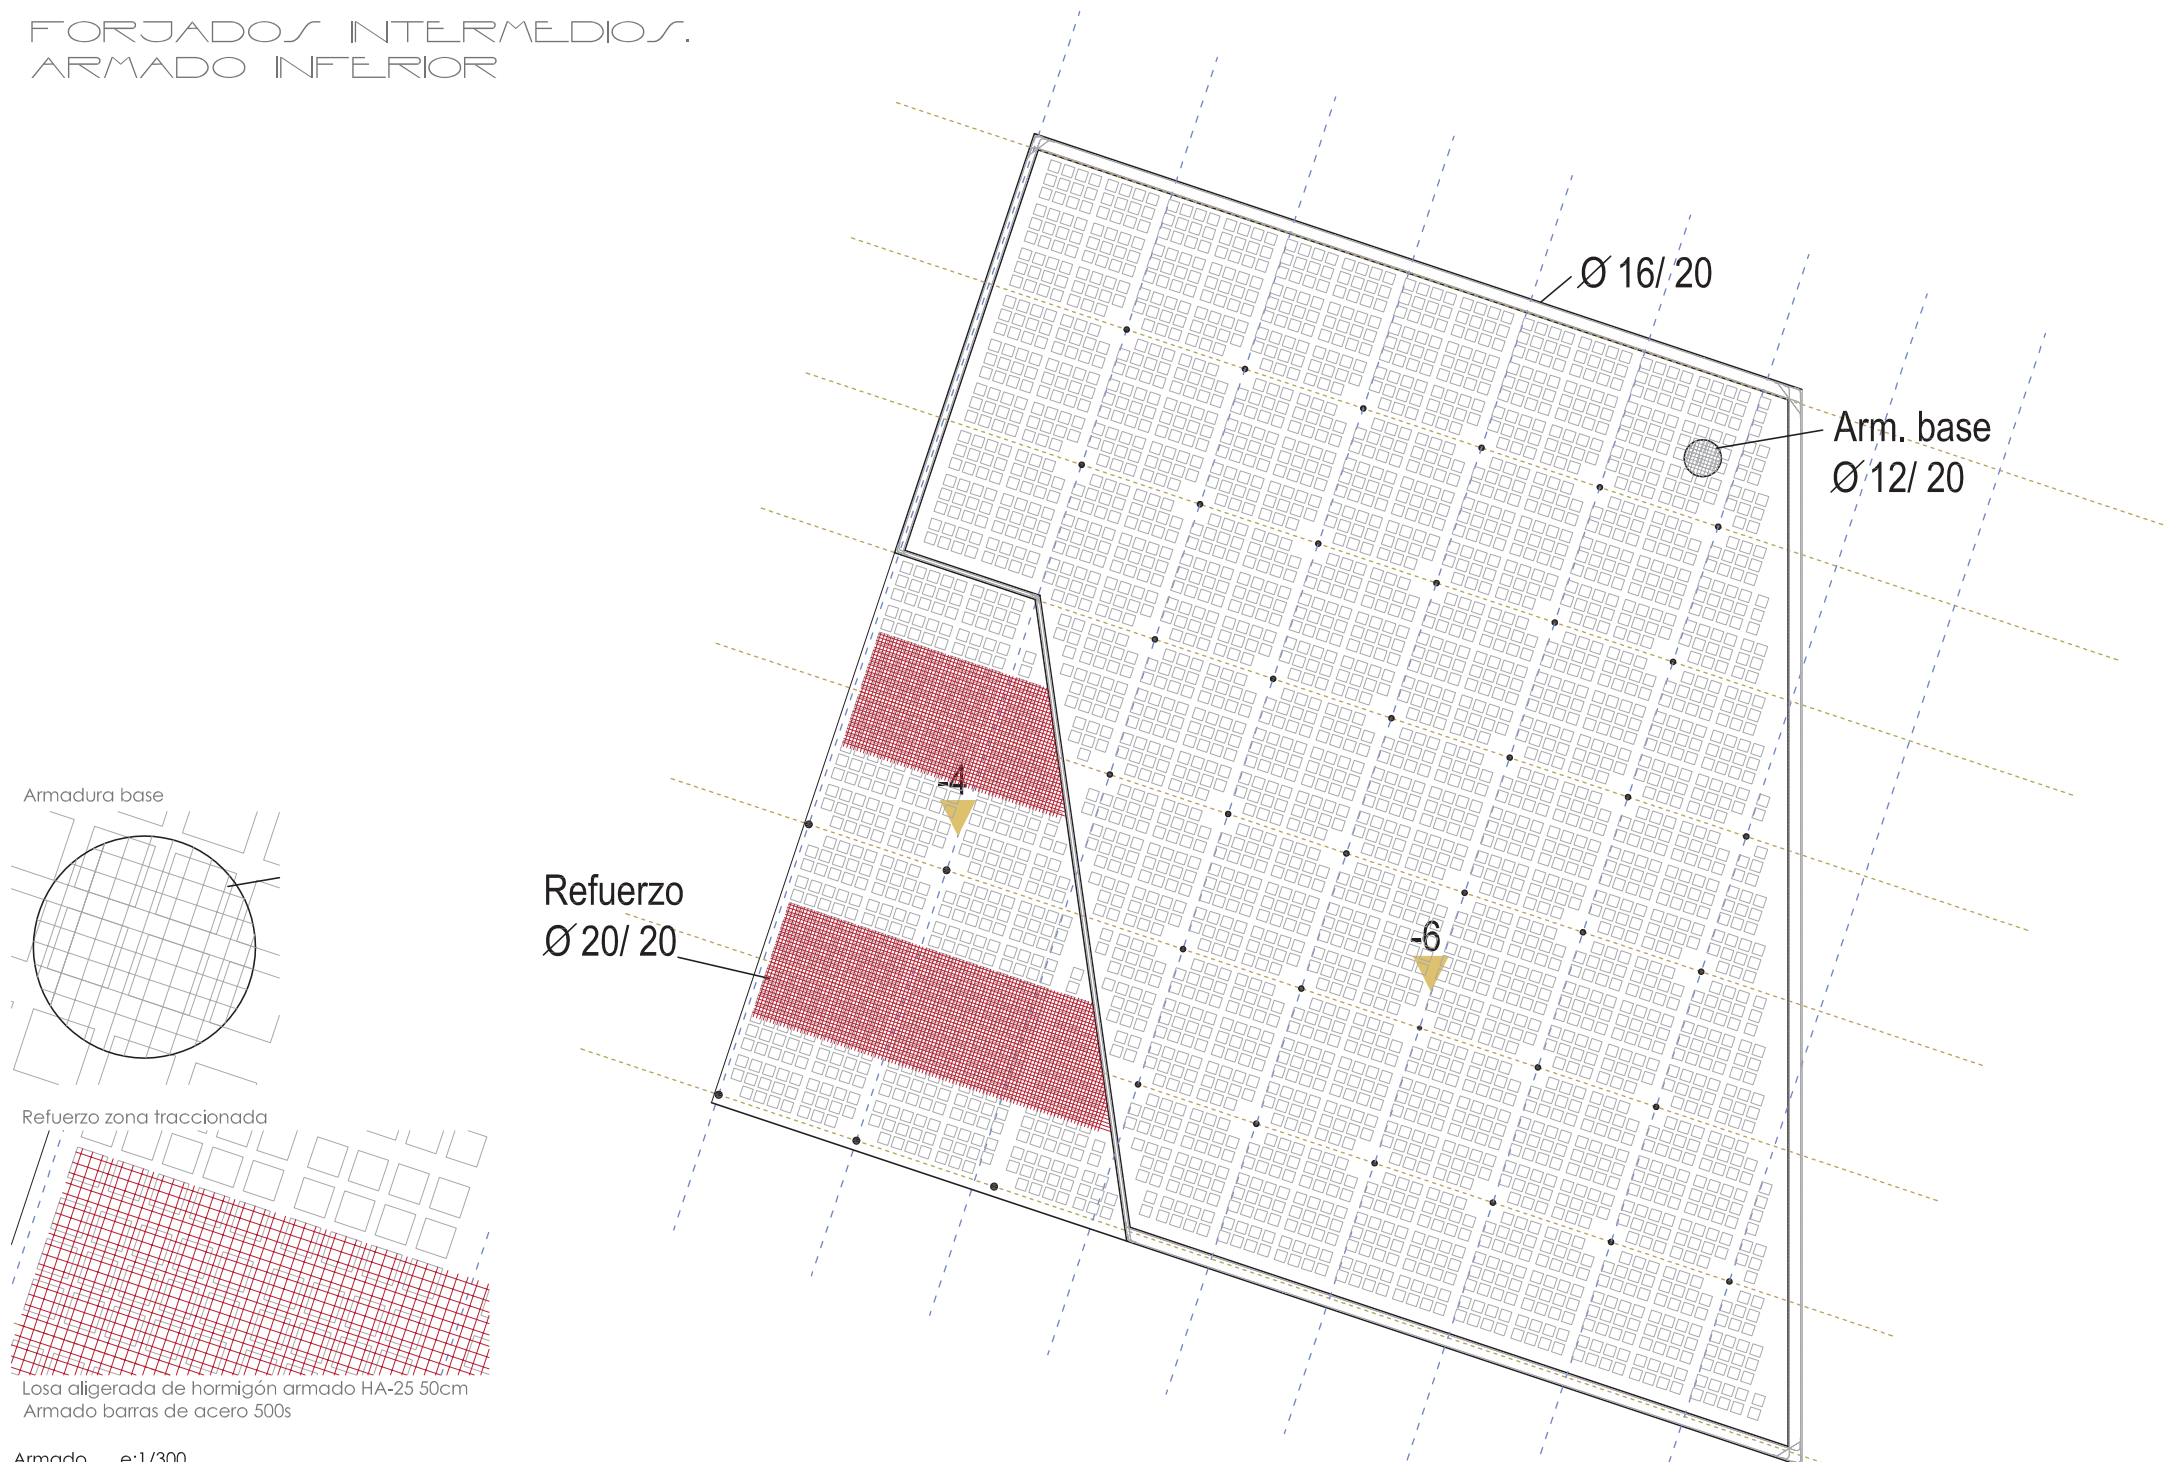 FORJADOS INTERMEDIOS.
ARMADO INFERIOR
Ø 16/ 20
Arm. base
Ø 12/ 20
-4
Refuerzo
Ø 20/ 20
-6
Armadura base
Refuerzo zona traccionada
Losa aligerada de hormigón armado HA-25 50cm
Armado barras de acero 500s
Armado e:1/300